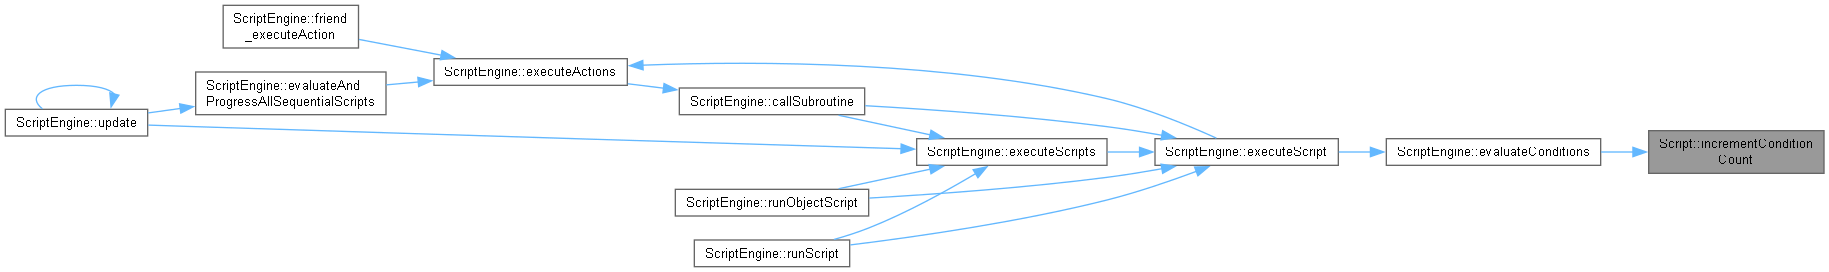 ScriptEngine::friend
_executeAction
ScriptEngine::executeActions
ScriptEngine::evaluateAnd
ProgressAllSequentialScripts
ScriptEngine::callSubroutine
ScriptEngine::update
ScriptEngine::executeScripts
ScriptEngine::executeScript
ScriptEngine::evaluateConditions
Script::incrementCondition
Count
ScriptEngine::runObjectScript
ScriptEngine::runScript